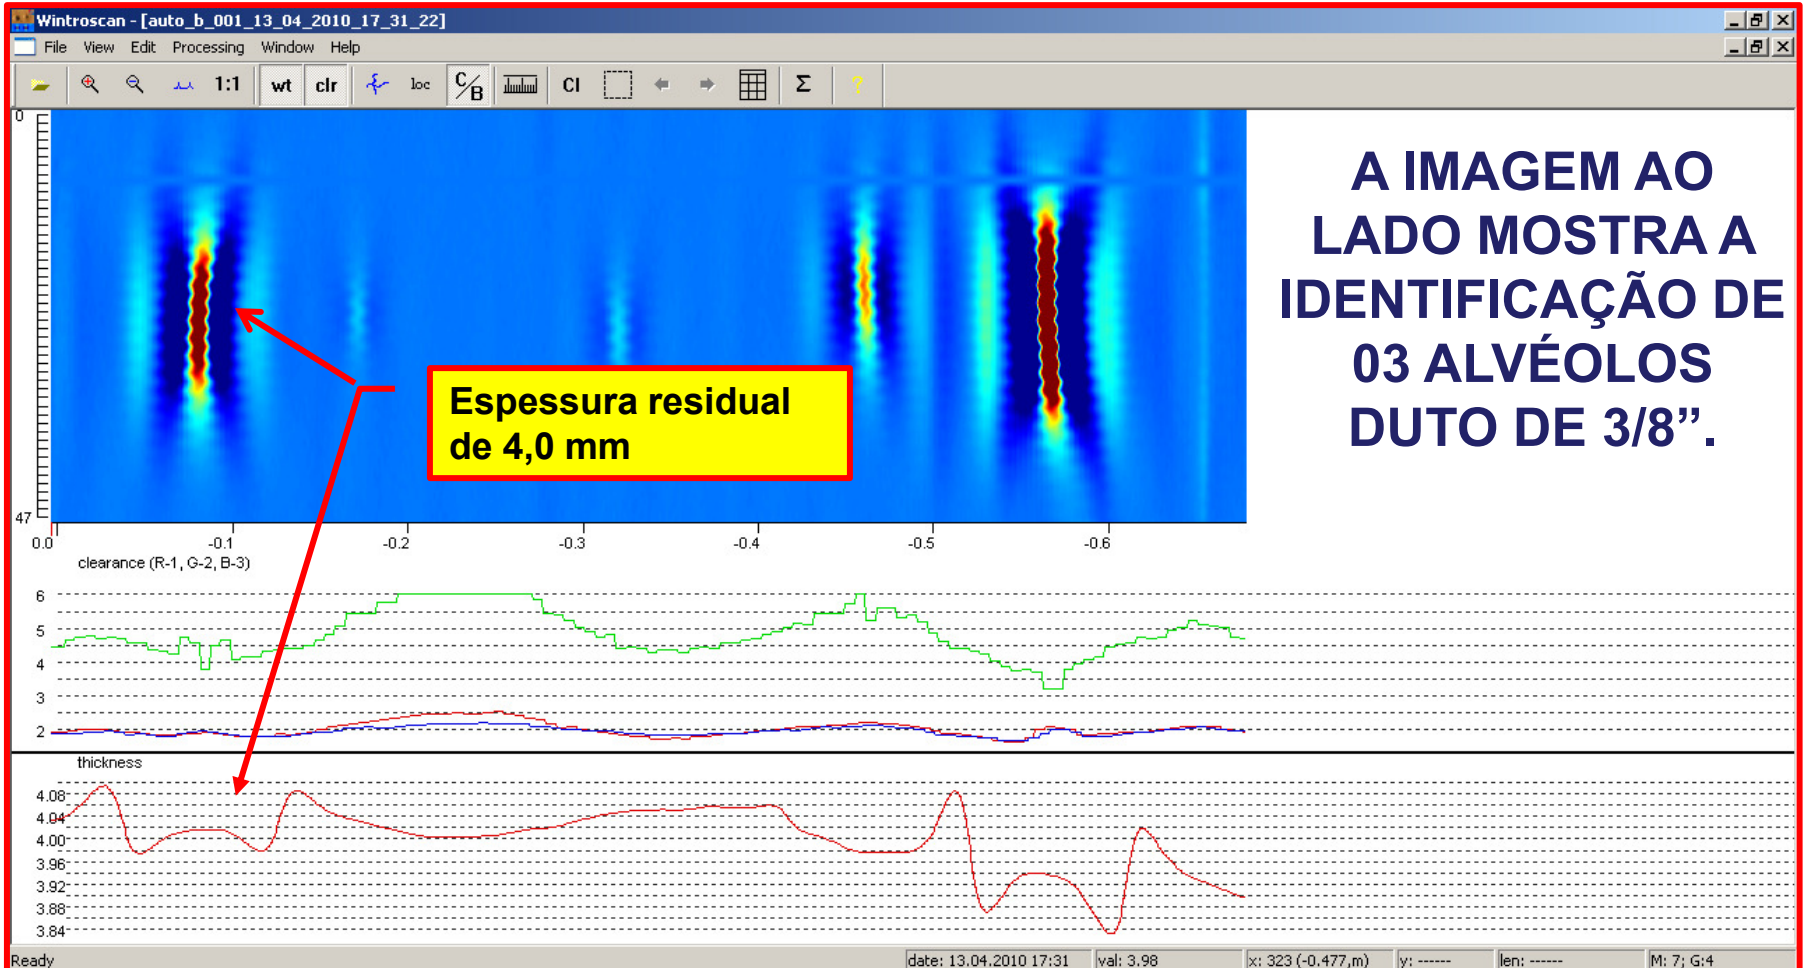 Wintroscan - [auto_b_001_13_04_2010_17_31_22]
File View Edit Processing Window Help
1:1 wt clr loc C/B CI Σ ?
0
47
0.0 -0.1 -0.2 -0.3 -0.4 -0.5 -0.6
A IMAGEM AO
LADO MOSTRA A
IDENTIFICAÇÃO DE
03 ALVÉOLOS
DUTO DE 3/8”.
Espessura residual
de 4,0 mm
clearance (R-1, G-2, B-3)
6
5
4
3
2
thickness
4.08
4.04
4.00
3.96
3.92
3.88
3.84
Ready date: 13.04.2010 17:31 val: 3.98 x: 323 (-0.477,m) y: ------ len: ------ M: 7; G:4